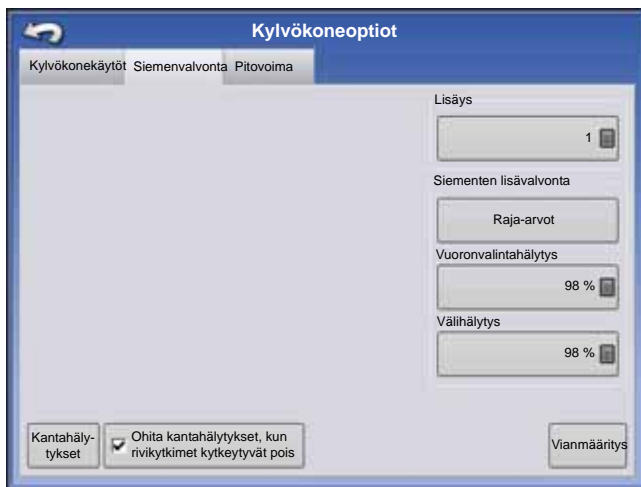 Kylvökoneoptiot
Kylvökonekäytöt Siemenvalvonta Pitovoima
Lisäys
1
Siementen lisävalvonta
Raja-arvot
Vuoronvalintahälytys
98 %
Välihälytys
98 %
Kantahäly-
tykset
Ohita kantahälytykset, kun
rivikytkimet kytkeytyvät pois
Vianmääritys